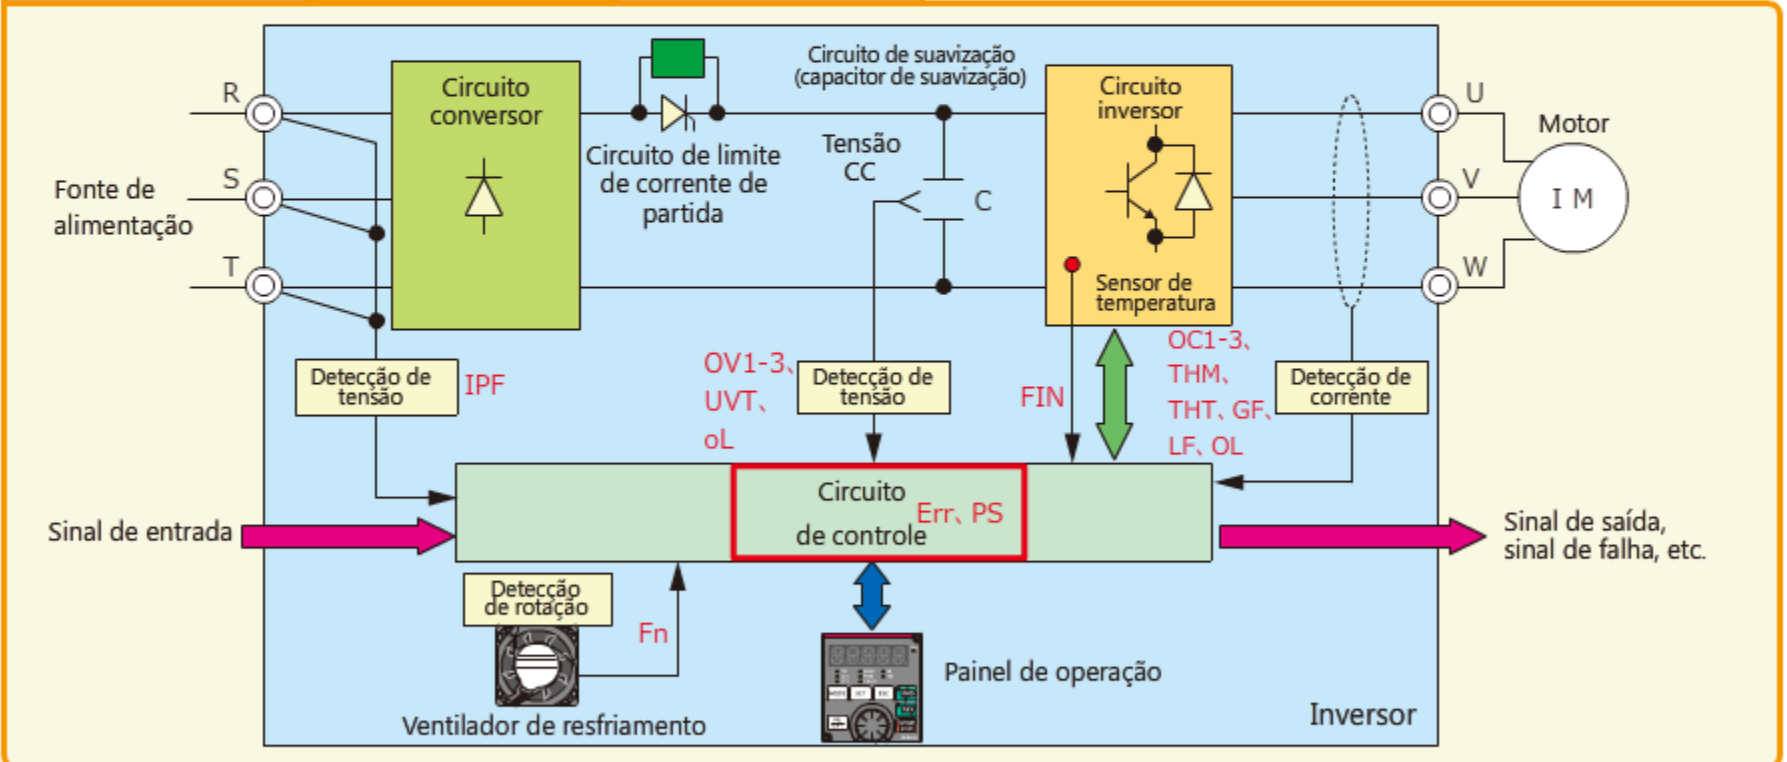 Circuito de suavização
(capacitor de suavização)
Circuito
conversor
Circuito
inversor
R
U
Motor
Tensão
CC
Circuito de limite
de corrente de
partida
Fonte de
alimentação
S
C
V
I M
T
W
Sensor de
temperatura
Detecção de
tensão
IPF
OV1-3、
UVT、
oL
Detecção de
tensão
FIN
OC1-3、
THM、
THT、GF、
LF、OL
Detecção de
corrente
Circuito
de controle
Err、PS
Sinal de entrada
Sinal de saída,
sinal de falha, etc.
Detecção
de rotação
Fn
Painel de operação
Ventilador de resfriamento
Inversor